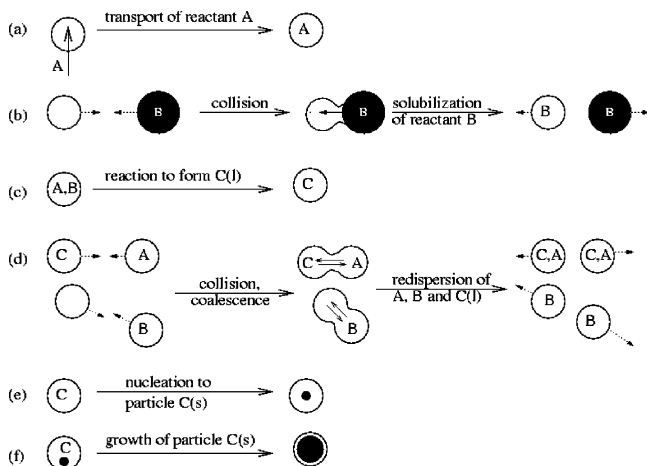 (a) transport of reactant A
A A
(b) B collision B solubilization of reactant B B B
(c) A,B reaction to form C(l) C
(d) C A C A C,A C,A
collision, coalescence redispersion of A, B and C(l)
B B B B
(e) C nucleation to particle C(s)
(f) C growth of particle C(s)